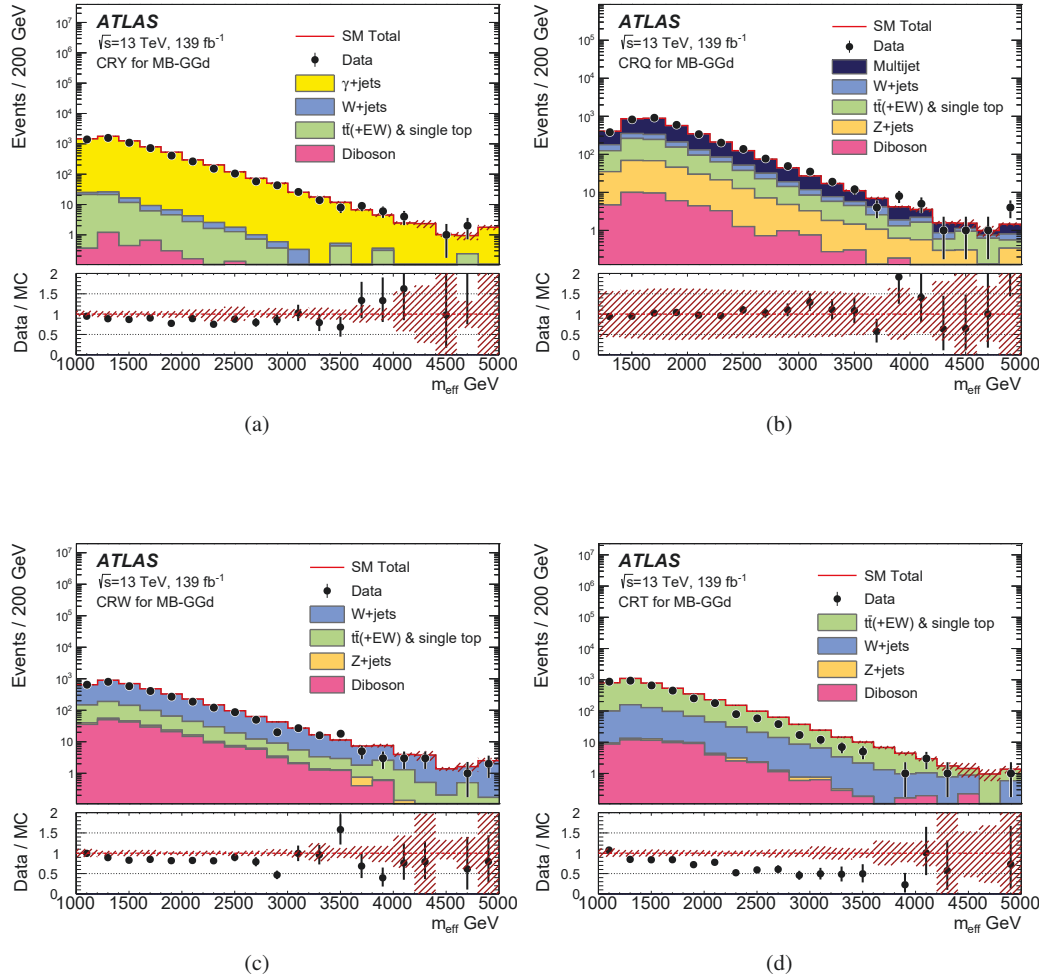 ATLAS
√s=13 TeV, 139 fb⁻¹
CRY for MB-GGd
SM Total
Data
γ+jets
W+jets
tt̄(+EW) & single top
Diboson
Events / 200 GeV
10⁷
10⁶
10⁵
10⁴
10³
10²
10
1
Data / MC
2
1.5
1
0.5
0
1000 1500 2000 2500 3000 3500 4000 4500 5000
m_eff GeV
(a)
ATLAS
√s=13 TeV, 139 fb⁻¹
CRQ for MB-GGd
SM Total
Data
Multijet
W+jets
tt̄(+EW) & single top
Z+jets
Diboson
Events / 200 GeV
10⁶
10⁵
10⁴
10³
10²
10
1
Data / MC
2
1.5
1
0.5
0
1500 2000 2500 3000 3500 4000 4500 5000
m_eff GeV
(b)
ATLAS
√s=13 TeV, 139 fb⁻¹
CRW for MB-GGd
SM Total
Data
W+jets
tt̄(+EW) & single top
Z+jets
Diboson
Events / 200 GeV
10⁷
10⁶
10⁵
10⁴
10³
10²
10
1
Data / MC
2
1.5
1
0.5
0
1000 1500 2000 2500 3000 3500 4000 4500 5000
m_eff GeV
(c)
ATLAS
√s=13 TeV, 139 fb⁻¹
CRT for MB-GGd
SM Total
Data
tt̄(+EW) & single top
W+jets
Z+jets
Diboson
Events / 200 GeV
10⁷
10⁶
10⁵
10⁴
10³
10²
10
1
Data / MC
2
1.5
1
0.5
0
1000 1500 2000 2500 3000 3500 4000 4500 5000
m_eff GeV
(d)